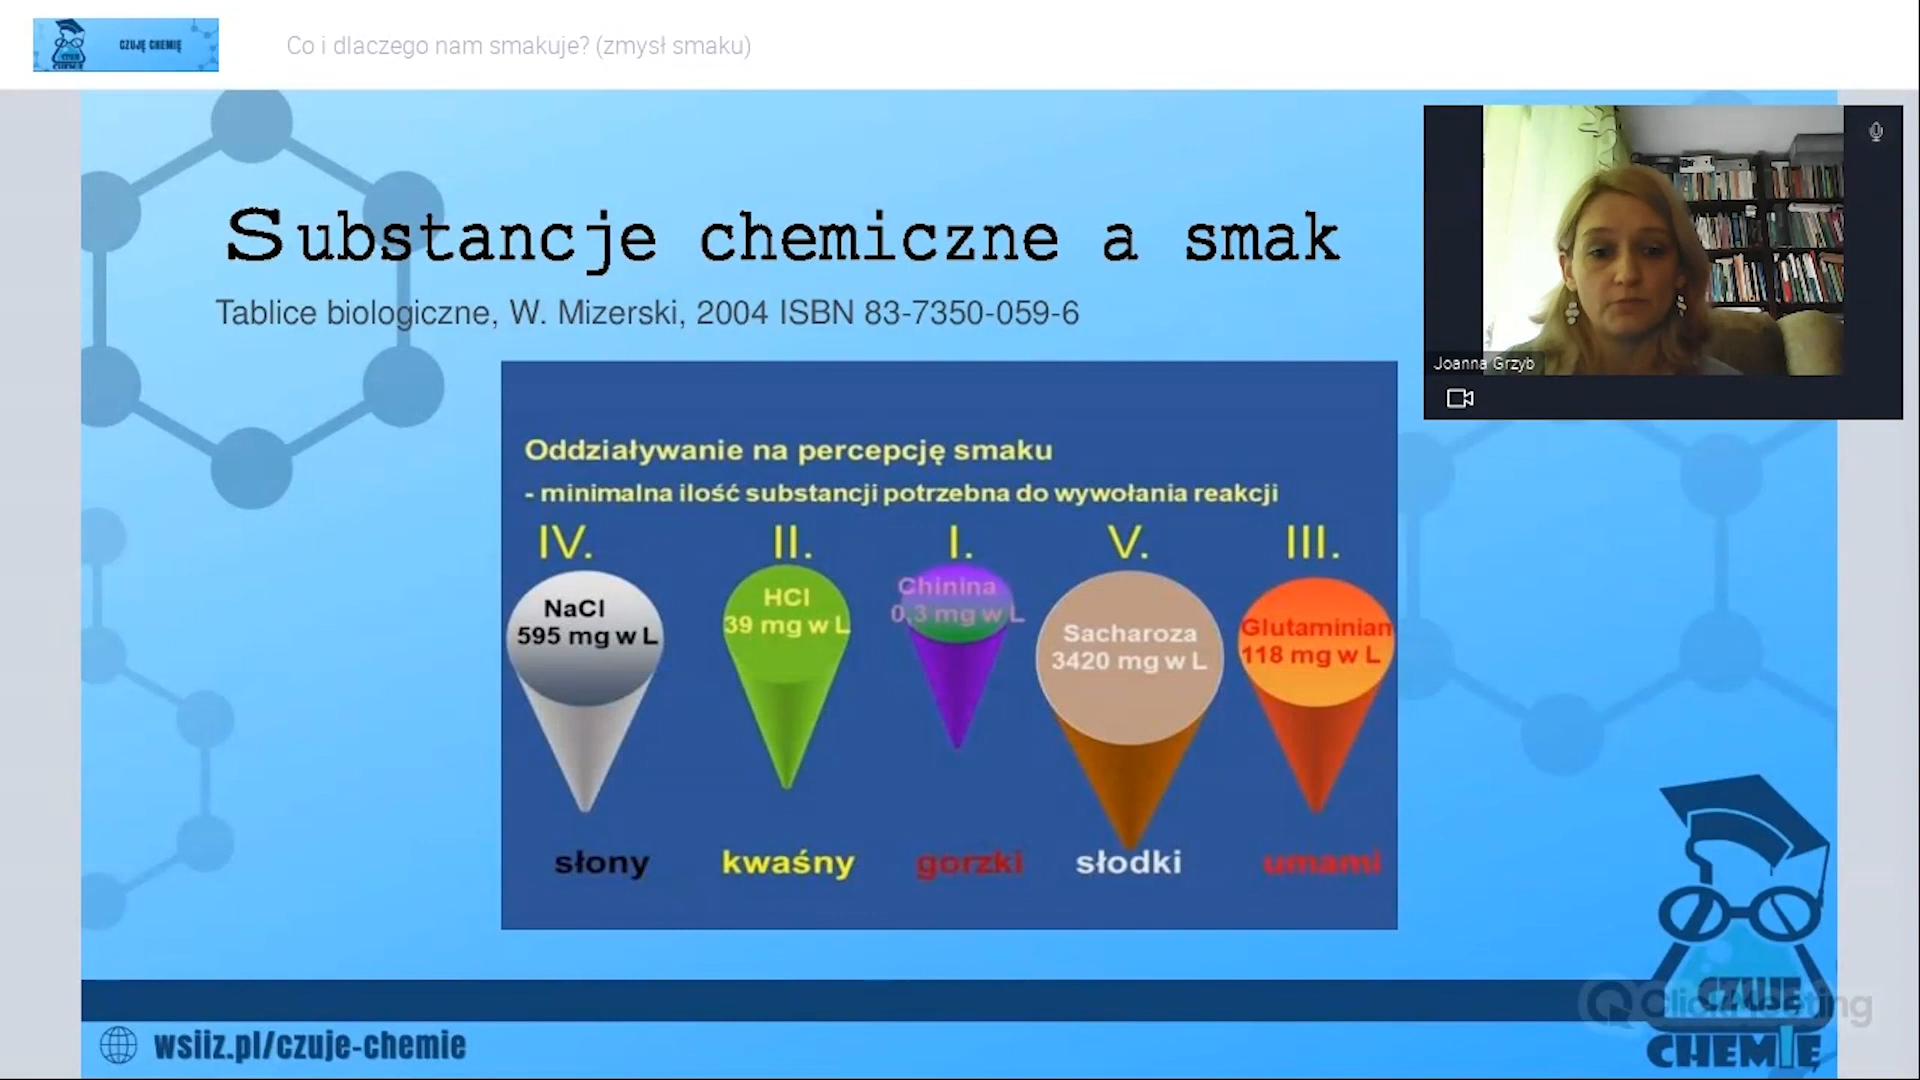 CZUJĘ CHEMIĘ
Co i dlaczego nam smakuje? (zmysł smaku)
Substancje chemiczne a smak
Tablice biologiczne, W. Mizerski, 2004 ISBN 83-7350-059-6
Joanna Grzyb
Oddziaływanie na percepcję smaku
- minimalna ilość substancji potrzebna do wywołania reakcji
IV. II. I. V. III.
NaCl
595 mg w L
HCl
39 mg w L
Chinina
0,3 mg w L
Sacharoza
3420 mg w L
Glutaminian
118 mg w L
słony kwaśny gorzki słodki umami
wsiiz.pl/czuje-chemie
ClickMeeting
CZUJĘ
CHEMIĘ